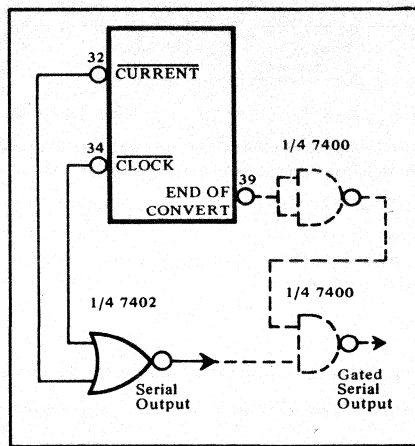 32
CURRENT
34
CLOCK
1/4 7400
39
END OF
CONVERT
1/4 7400
1/4 7402
Serial
Output
Gated
Serial
Output